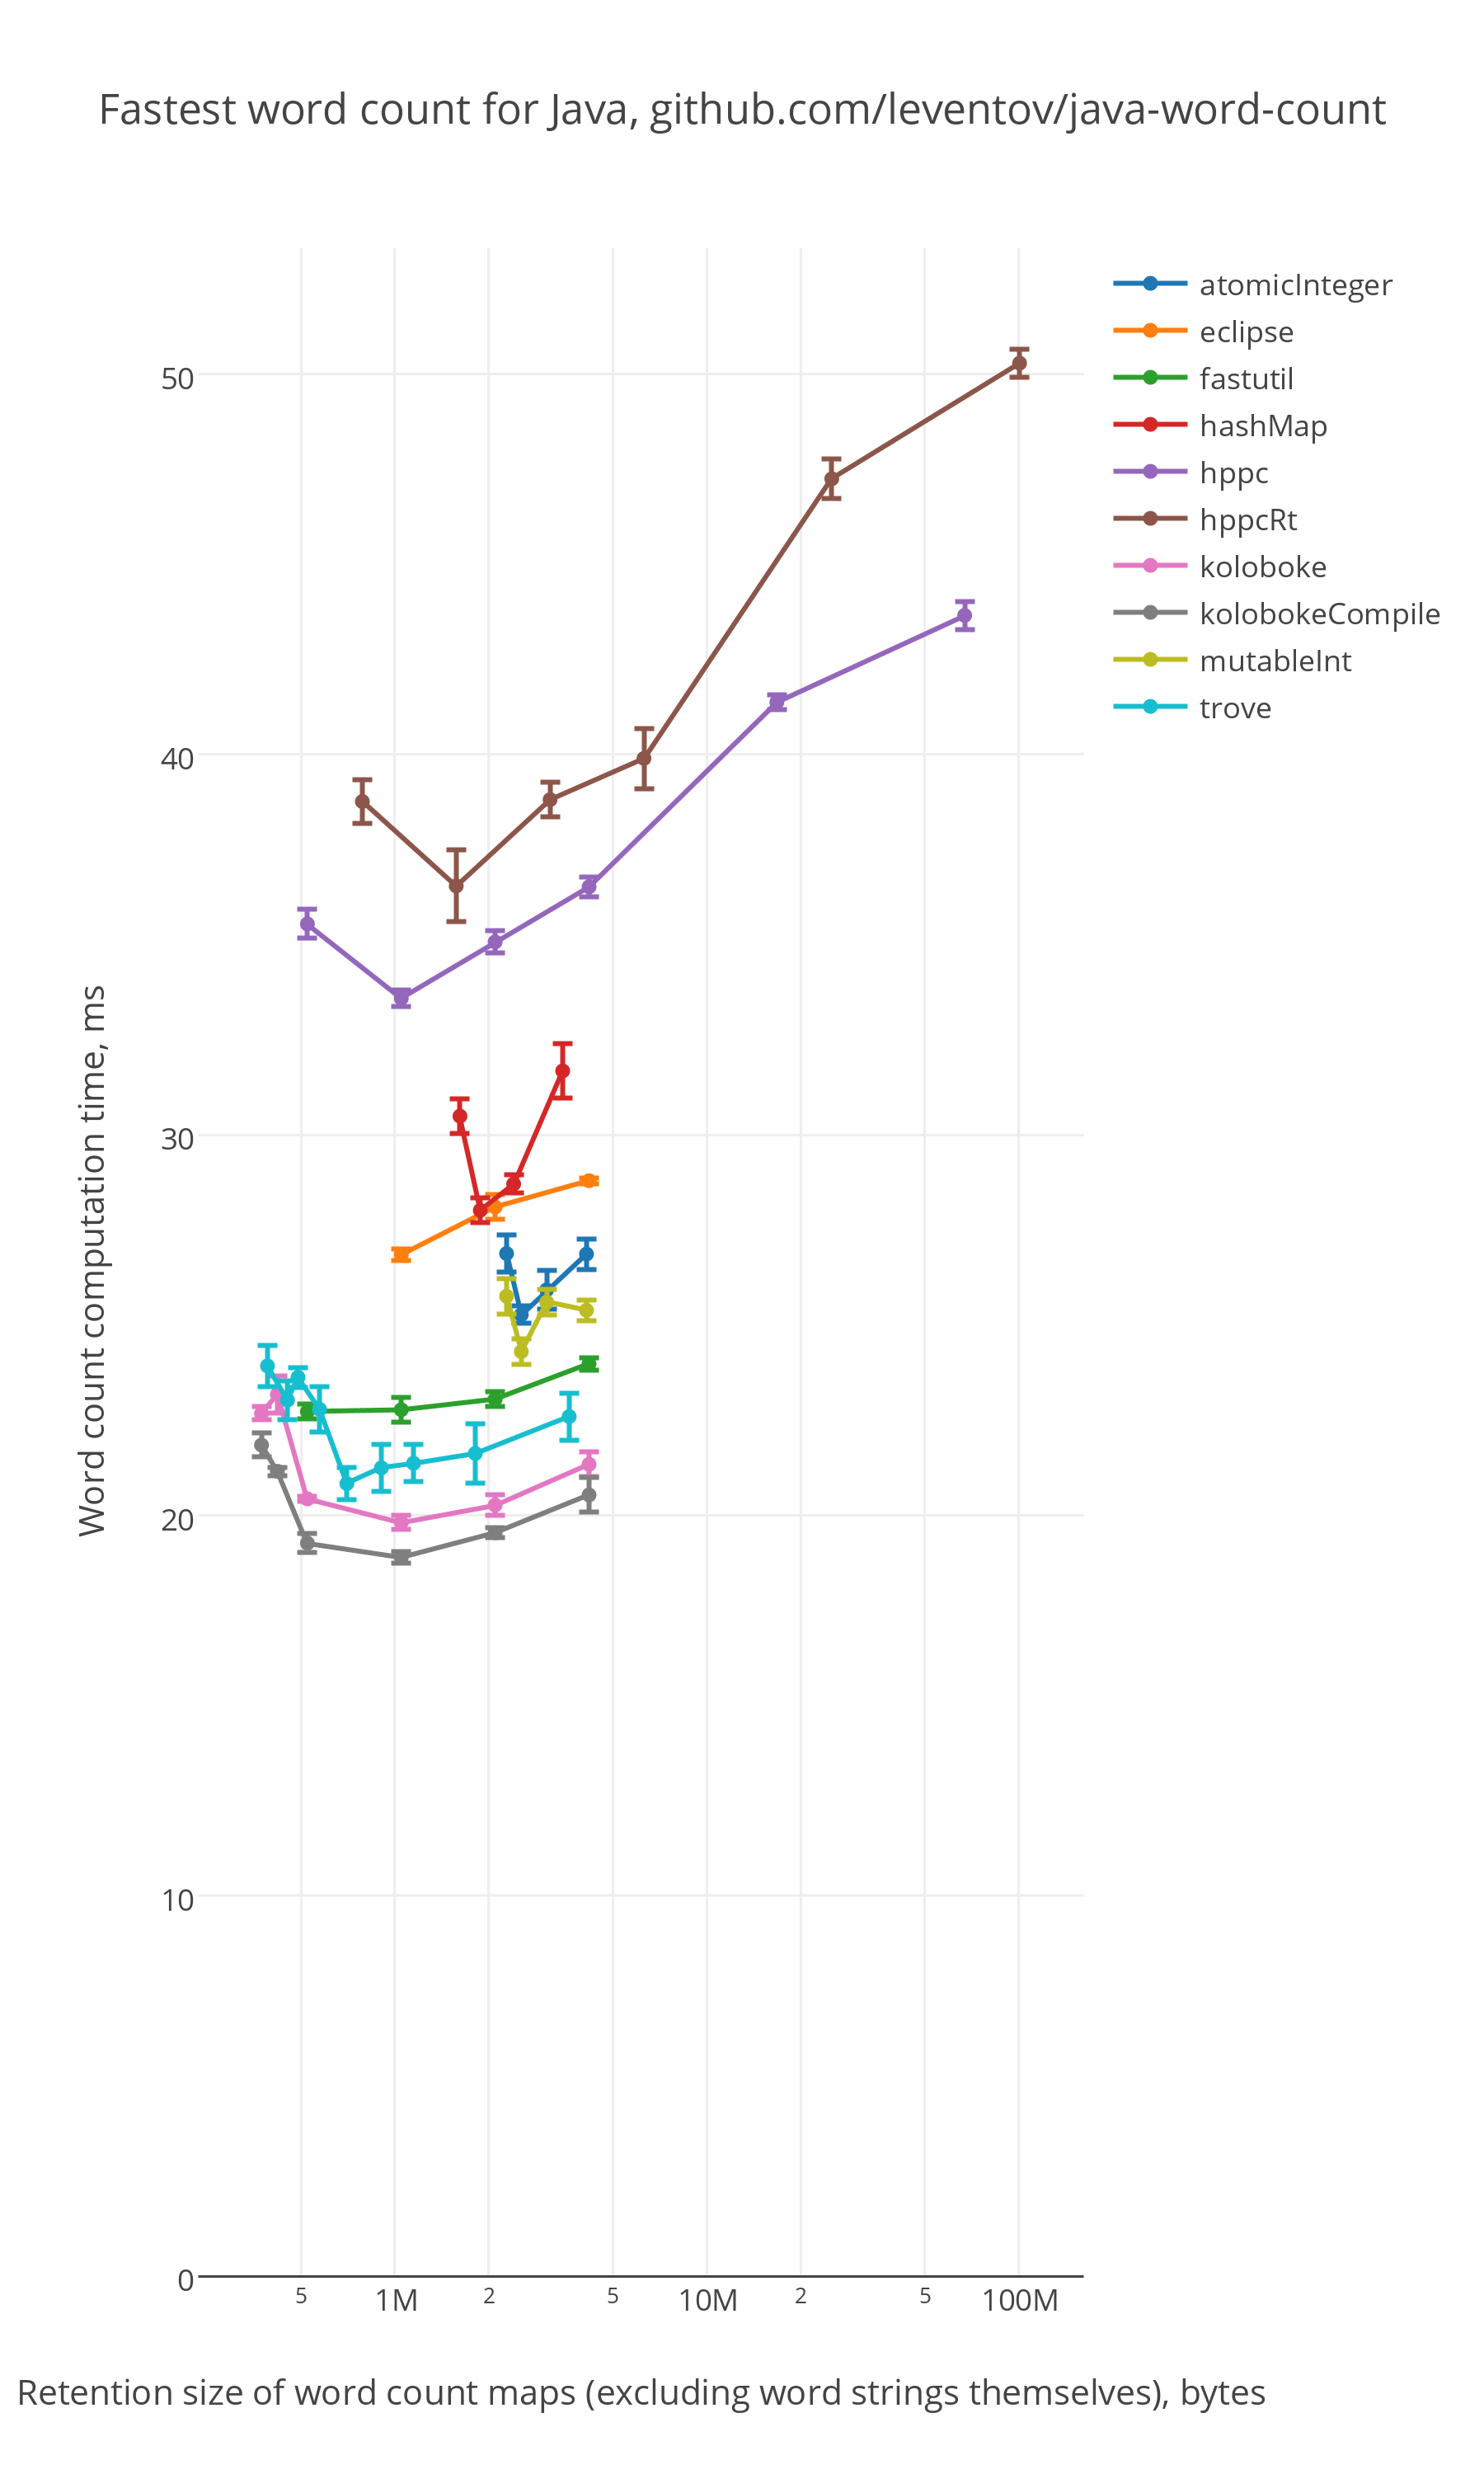 Fastest word count for Java, github.com/leventov/java-word-count
atomicInteger
eclipse
fastutil
hashMap
hppc
hppcRt
koloboke
kolobokeCompile
mutableInt
trove
Word count computation time, ms
50
40
30
20
10
0
5 1M 2 5 10M 2 5 100M
Retention size of word count maps (excluding word strings themselves), bytes